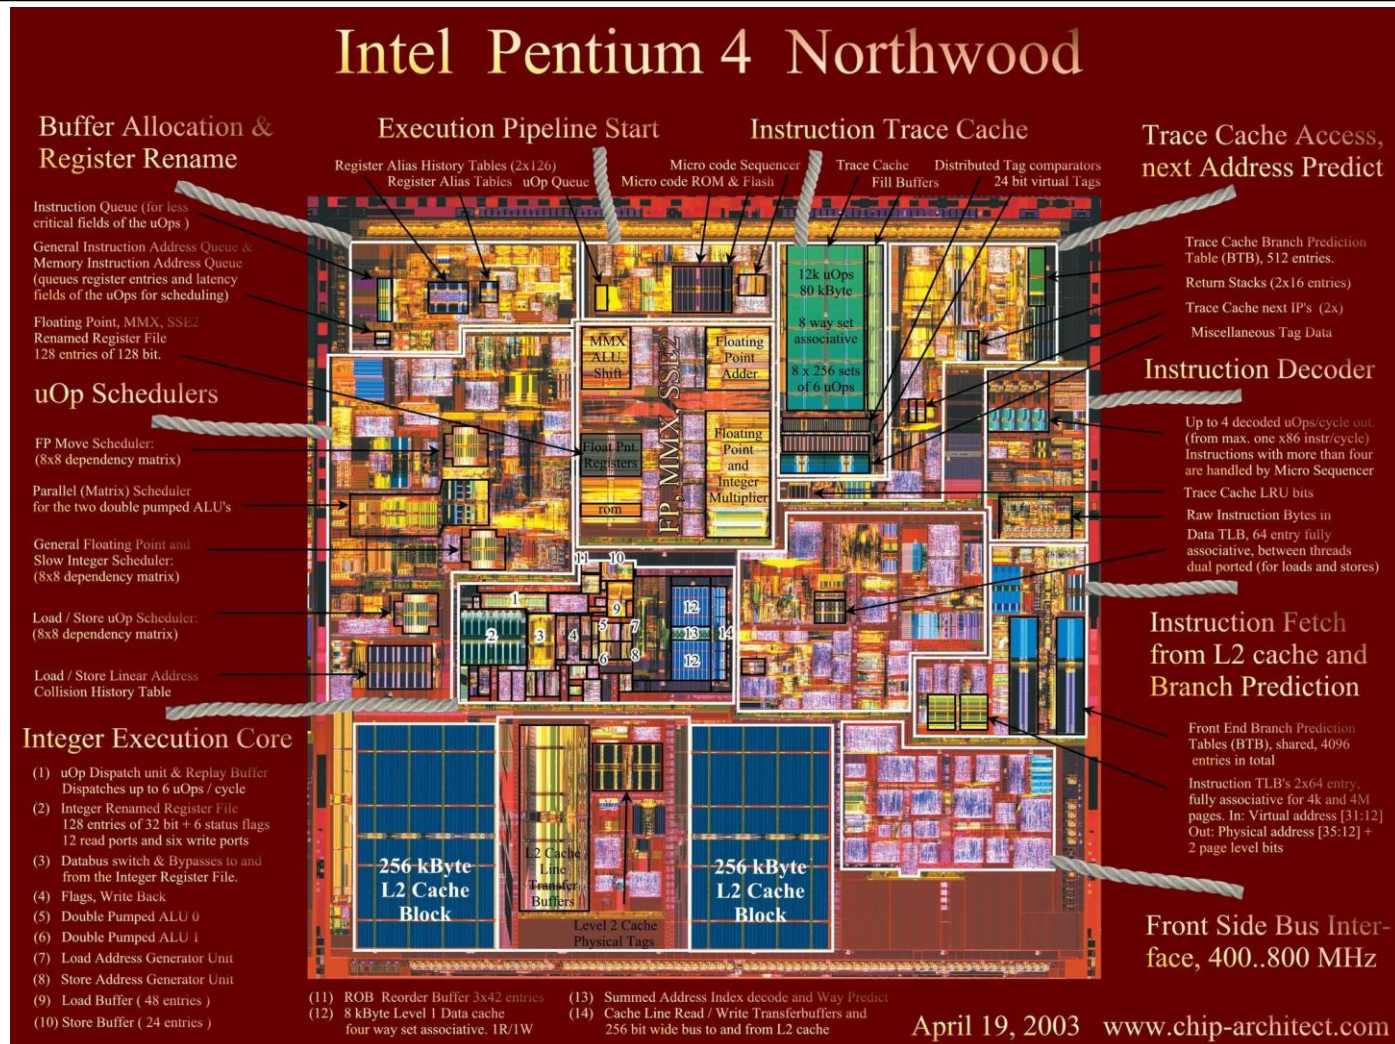 Intel Pentium 4 Northwood
Buffer Allocation &
Register Rename
Instruction Queue (for less
critical fields of the uOps )
General Instruction Address Queue &
Memory Instruction Address Queue
(queues register entries and latency
fields of the uOps for scheduling)
Floating Point, MMX, SSE2
Renamed Register File
128 entries of 128 bit.
uOp Schedulers
FP Move Scheduler:
(8x8 dependency matrix)
Parallel (Matrix) Scheduler
for the two double pumped ALU's
General Floating Point and
Slow Integer Scheduler:
(8x8 dependency matrix)
Load / Store uOp Scheduler:
(8x8 dependency matrix)
Load / Store Linear Address
Collision History Table
Integer Execution Core
(1) uOp Dispatch unit & Replay Buffer
Dispatches up to 6 uOps / cycle
(2) Integer Renamed Register File
128 entries of 32 bit + 6 status flags
12 read ports and six write ports
(3) Databus switch & Bypasses to and
from the Integer Register File.
(4) Flags, Write Back
(5) Double Pumped ALU 0
(6) Double Pumped ALU 1
(7) Load Address Generator Unit
(8) Store Address Generator Unit
(9) Load Buffer ( 48 entries )
(10) Store Buffer ( 24 entries )
Execution Pipeline Start
Register Alias History Tables (2x126)
Register Alias Tables
uOp Queue
Micro code Sequencer
Micro code ROM & Flash
Instruction Trace Cache
Trace Cache
Fill Buffers
Distributed Tag comparators
24 bit virtual Tags
12k uOps
80 kByte
8 way set
associative
8 x 256 sets
of 6 uOps
MMX
ALU,
Shift
FP, MMX, SSE2
Floating
Point
Adder
Float Pnt.
Registers
rom
Floating
Point
and
Integer
Multiplier
11
10
1
2
3
4
5
6
7
8
9
12
13
12
14
256 kByte
L2 Cache
Block
L2 Cache
Line
Transfer
Buffers
Level 2 Cache
Physical Tags
256 kByte
L2 Cache
Block
Trace Cache Access,
next Address Predict
Trace Cache Branch Prediction
Table (BTB), 512 entries.
Return Stacks (2x16 entries)
Trace Cache next IP's (2x)
Miscellaneous Tag Data
Instruction Decoder
Up to 4 decoded uOps/cycle out.
(from max. one x86 instr/cycle)
Instructions with more than four
are handled by Micro Sequencer
Trace Cache LRU bits
Raw Instruction Bytes in
Data TLB, 64 entry fully
associative, between threads
dual ported (for loads and stores)
Instruction Fetch
from L2 cache and
Branch Prediction
Front End Branch Prediction
Tables (BTB), shared, 4096
entries in total
Instruction TLB's 2x64 entry,
fully associative for 4k and 4M
pages. In: Virtual address [31:12]
Out: Physical address [35:12] +
2 page level bits
Front Side Bus Inter-
face, 400..800 MHz
(11) ROB Reorder Buffer 3x42 entries
(12) 8 kByte Level 1 Data cache
four way set associative. 1R/1W
(13) Summed Address Index decode and Way Predict
(14) Cache Line Read / Write Transferbuffers and
256 bit wide bus to and from L2 cache
April 19, 2003 www.chip-architect.com